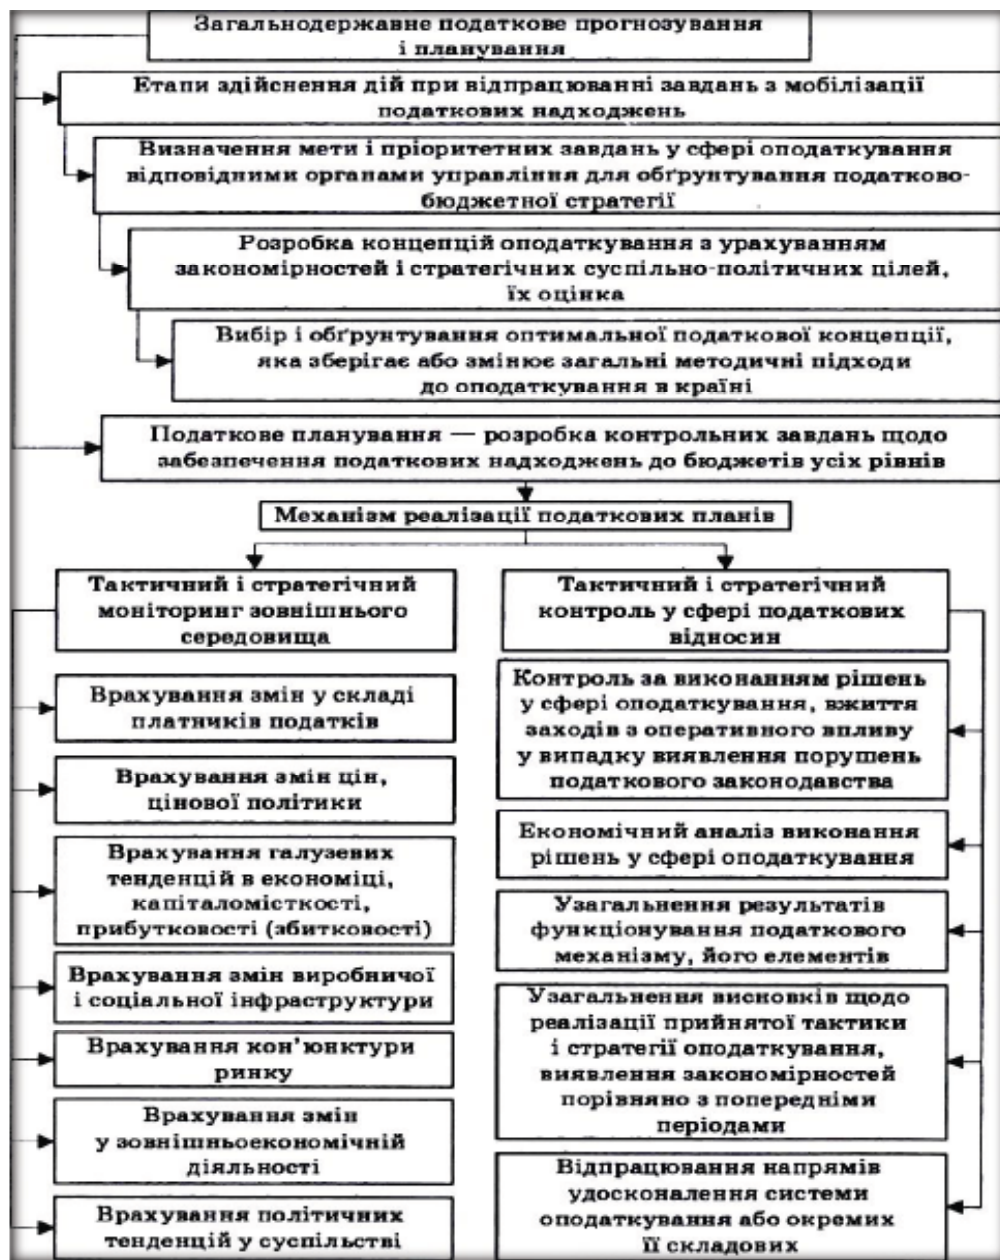 Загальнодержавне податкове прогнозування
і планування
Етапи здійснення дій при відпрацюванні завдань з мобілізації
податкових надходжень
Визначення мети і пріоритетних завдань у сфері оподаткування
відповідними органами управління для обґрунтування податково-
бюджетної стратегії
Розробка концепцій оподаткування з урахуванням
закономірностей і стратегічних суспільно-політичних цілей,
їх оцінка
Вибір і обґрунтування оптимальної податкової концепції,
яка зберігає або змінює загальні методичні підходи
до оподаткування в країні
Податкове планування — розробка контрольних завдань щодо
забезпечення податкових надходжень до бюджетів усіх рівнів
Механізм реалізації податкових планів
Тактичний і стратегічний
моніторинг зовнішнього
середовища
Врахування змін у складі
платників податків
Врахування змін цін,
цінової політики
Врахування галузевих
тенденцій в економіці,
капіталомісткості,
прибутковості (збитковості)
Врахування змін виробничої
і соціальної інфраструктури
Врахування кон’юнктури
ринку
Врахування змін
у зовнішньоекономічній
діяльності
Врахування політичних
тенденцій у суспільстві
Тактичний і стратегічний
контроль у сфері податкових
відносин
Контроль за виконанням рішень
у сфері оподаткування, вжиття
заходів з оперативного впливу
у випадку виявлення порушень
податкового законодавства
Економічний аналіз виконання
рішень у сфері оподаткування
Узагальнення результатів
функціонування податкового
механізму, його елементів
Узагальнення висновків щодо
реалізації прийнятої тактики
і стратегії оподаткування,
виявлення закономірностей
порівняно з попередніми
періодами
Відпрацювання напрямів
удосконалення системи
оподаткування або окремих
її складових